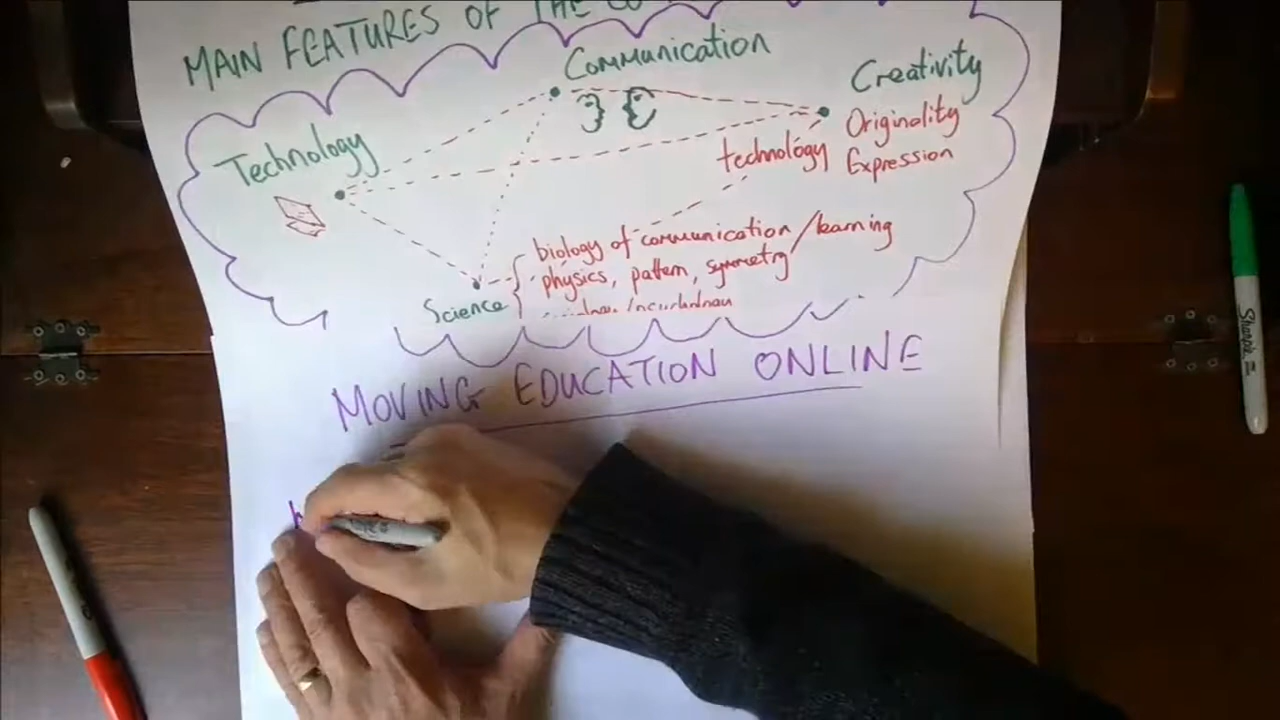 MAIN FEATURES OF THE
Communication
Creativity
Originality
Expression
Technology
technology
biology of communication / learning
physics, pattern, symmetry
Science
MOVING EDUCATION ONLINE
Sharpie